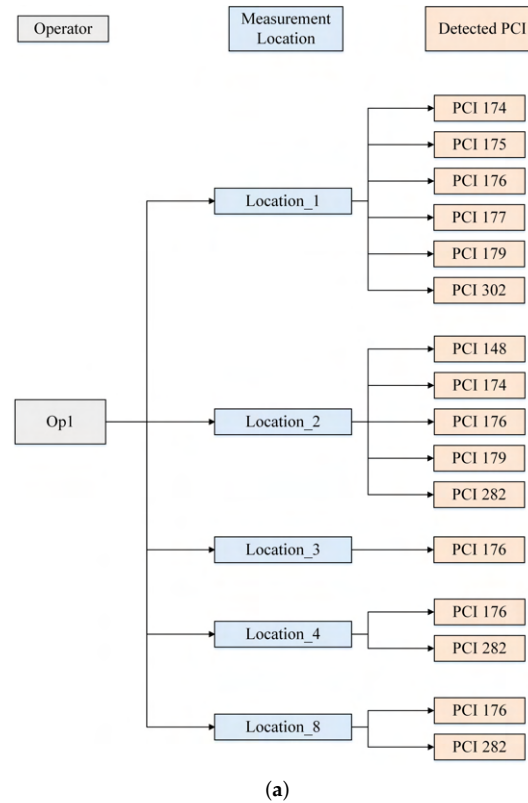 Operator
Measurement
Location
Detected PCI
PCI 174
PCI 175
PCI 176
Location_1
PCI 177
PCI 179
PCI 302
PCI 148
PCI 174
Op1
Location_2
PCI 176
PCI 179
PCI 282
Location_3
PCI 176
PCI 176
Location_4
PCI 282
PCI 176
Location_8
PCI 282
(a)